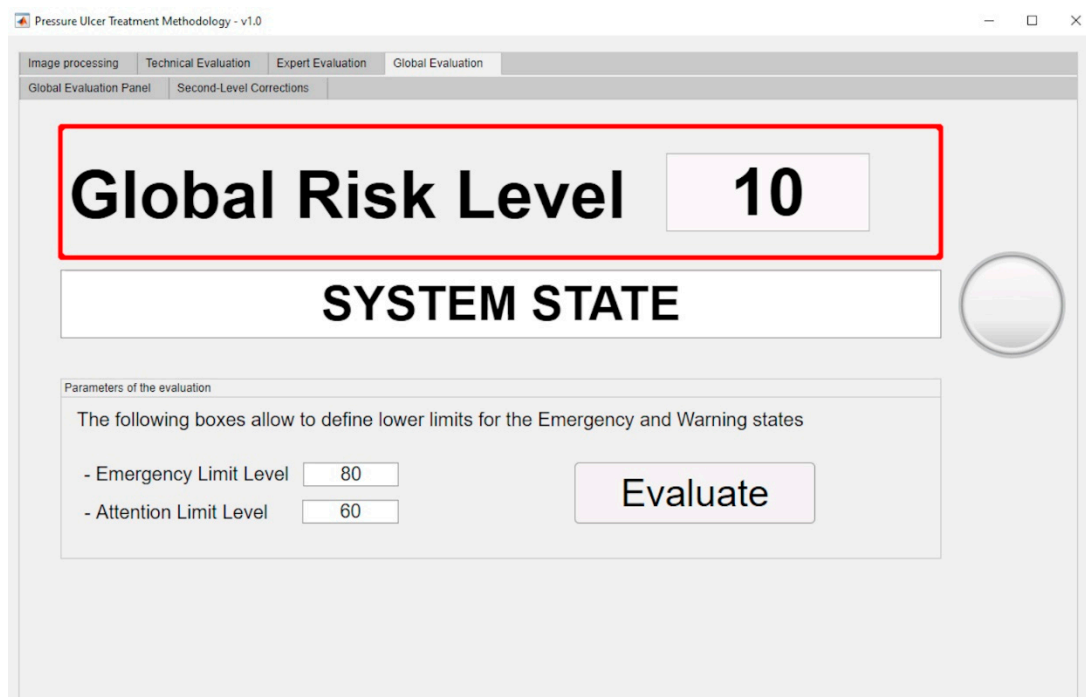 Pressure Ulcer Treatment Methodology - v1.0
Image processing Technical Evaluation Expert Evaluation Global Evaluation
Global Evaluation Panel Second-Level Corrections
Global Risk Level 10
SYSTEM STATE
Parameters of the evaluation
The following boxes allow to define lower limits for the Emergency and Warning states
- Emergency Limit Level 80
- Attention Limit Level 60
Evaluate